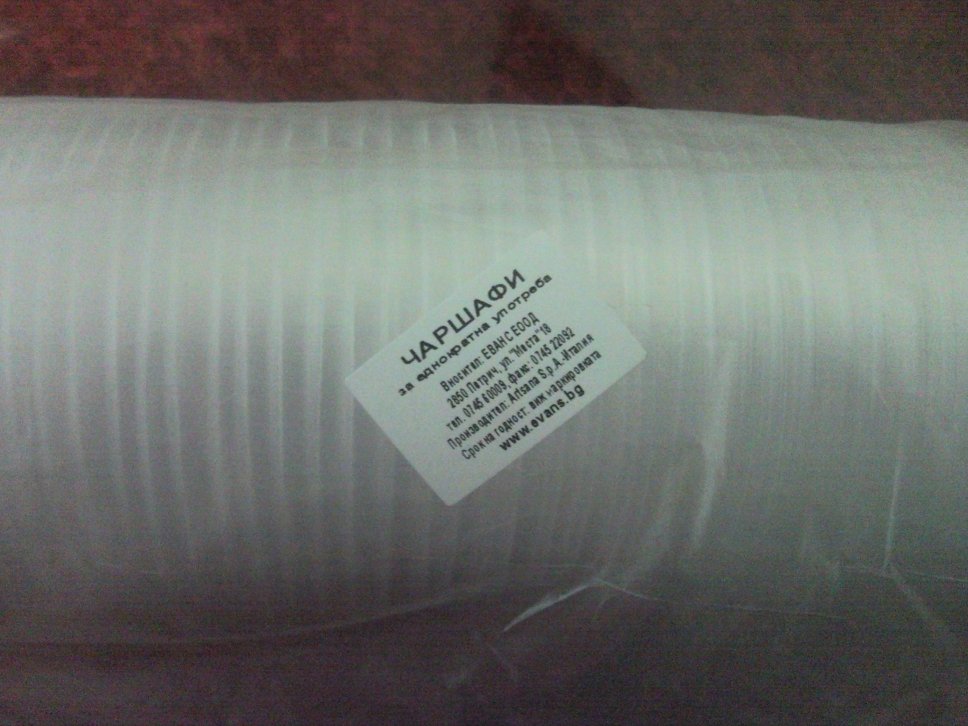 ЧАРШАФИ
за еднократна употреба
Вносител: ЕВАНС ЕООД
2850 Петрич, ул."Места"18
тел. 0745 60009, факс: 0745 22092
Производител: Artsana S.p.A.-Италия
Срок на годност: виж маркировката
www.evans.bg